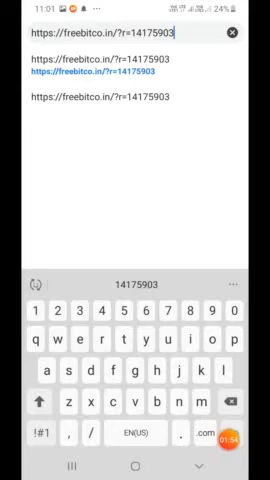 11:01
24%
https://freebitco.in/?r=14175903
https://freebitco.in/?r=14175903
https://freebitco.in/?r=14175903
https://freebitco.in/?r=14175903
14175903
1 2 3 4 5 6 7 8 9 0
q w e r t y u i o p
a s d f g h j k l
z x c v b n m
!#1 , / EN(US) . .com
01:54